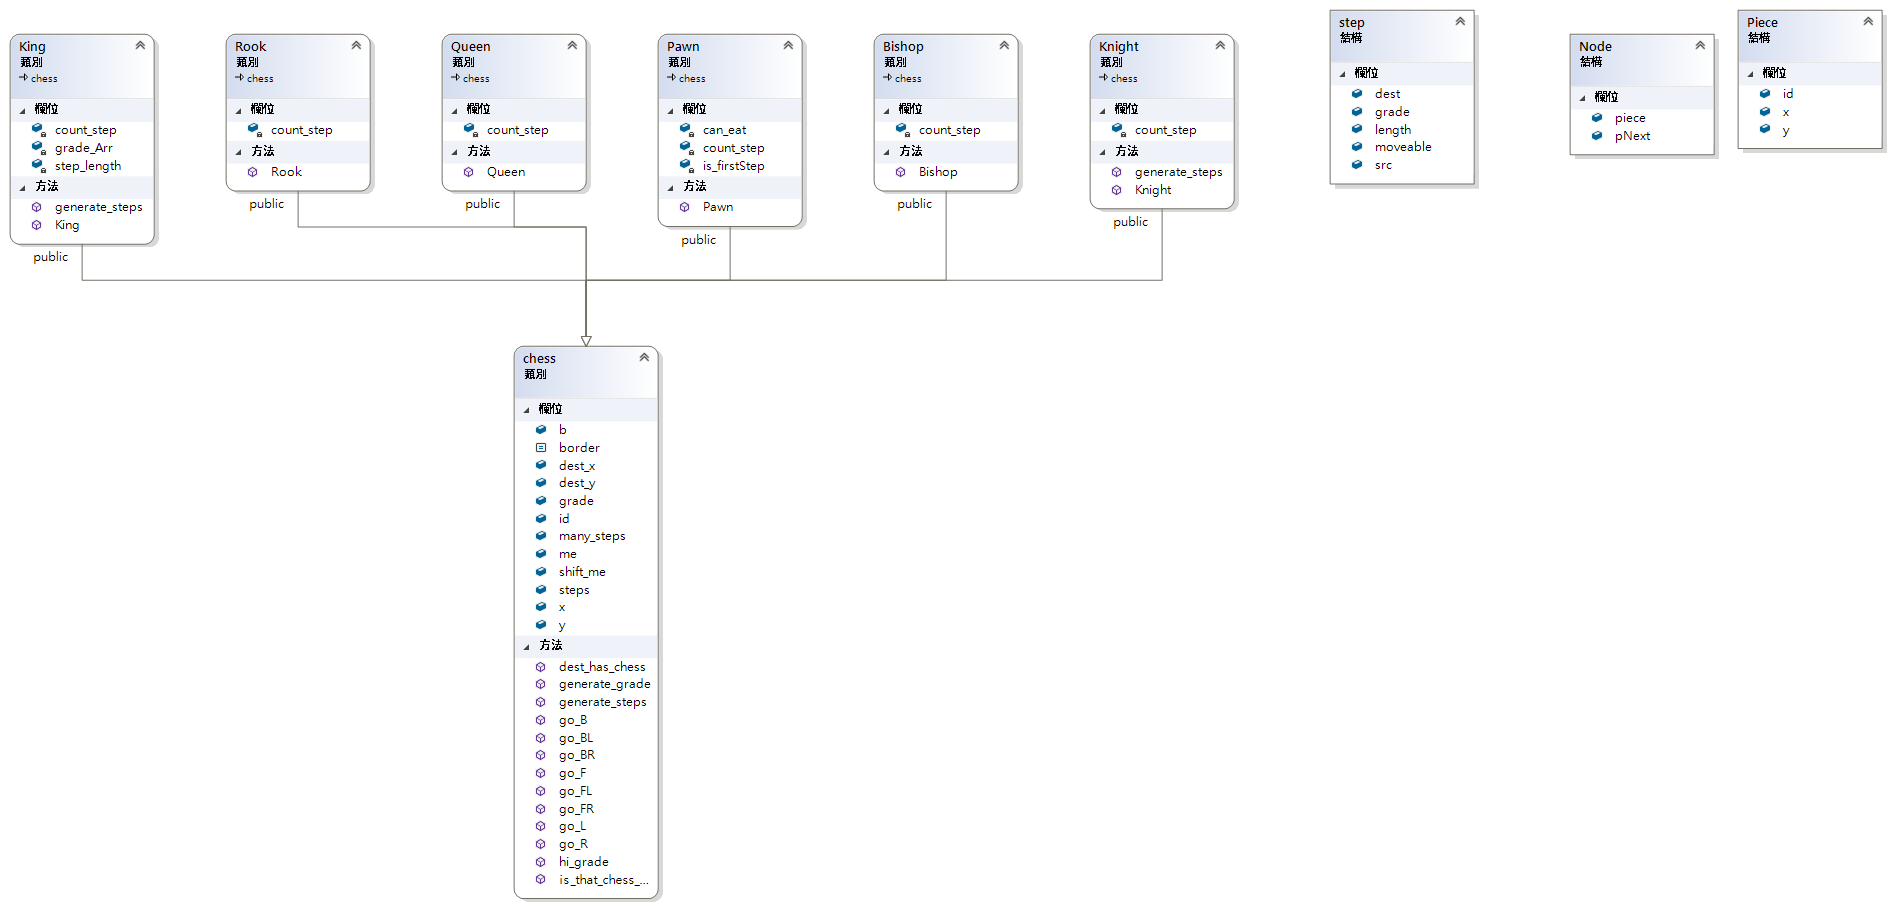 King
類別
chess
欄位
count_step
grade_Arr
step_length
方法
generate_steps
King
public
Rook
類別
chess
欄位
count_step
方法
Rook
public
Queen
類別
chess
欄位
count_step
方法
Queen
public
Pawn
類別
chess
欄位
can_eat
count_step
is_firstStep
方法
Pawn
public
Bishop
類別
chess
欄位
count_step
方法
Bishop
public
Knight
類別
chess
欄位
count_step
方法
generate_steps
Knight
public
step
結構
欄位
dest
grade
length
moveable
src
Node
結構
欄位
piece
pNext
Piece
結構
欄位
id
x
y
chess
類別
欄位
b
border
dest_x
dest_y
grade
id
many_steps
me
shift_me
steps
x
y
方法
dest_has_chess
generate_grade
generate_steps
go_B
go_BL
go_BR
go_F
go_FL
go_FR
go_L
go_R
hi_grade
is_that_chess_...